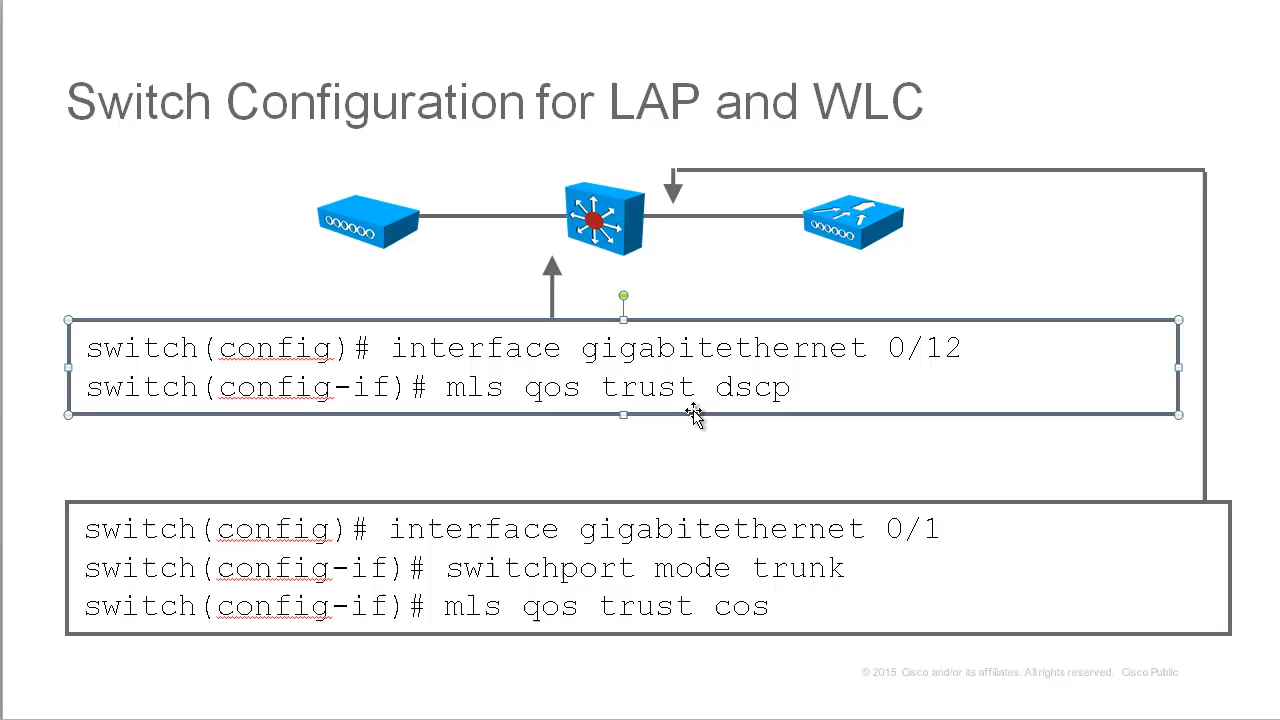 Switch Configuration for LAP and WLC
switch(config)# interface gigabitethernet 0/12
switch(config-if)# mls qos trust dscp
switch(config)# interface gigabitethernet 0/1
switch(config-if)# switchport mode trunk
switch(config-if)# mls qos trust cos
© 2015 Cisco and/or its affiliates. All rights reserved. Cisco Public